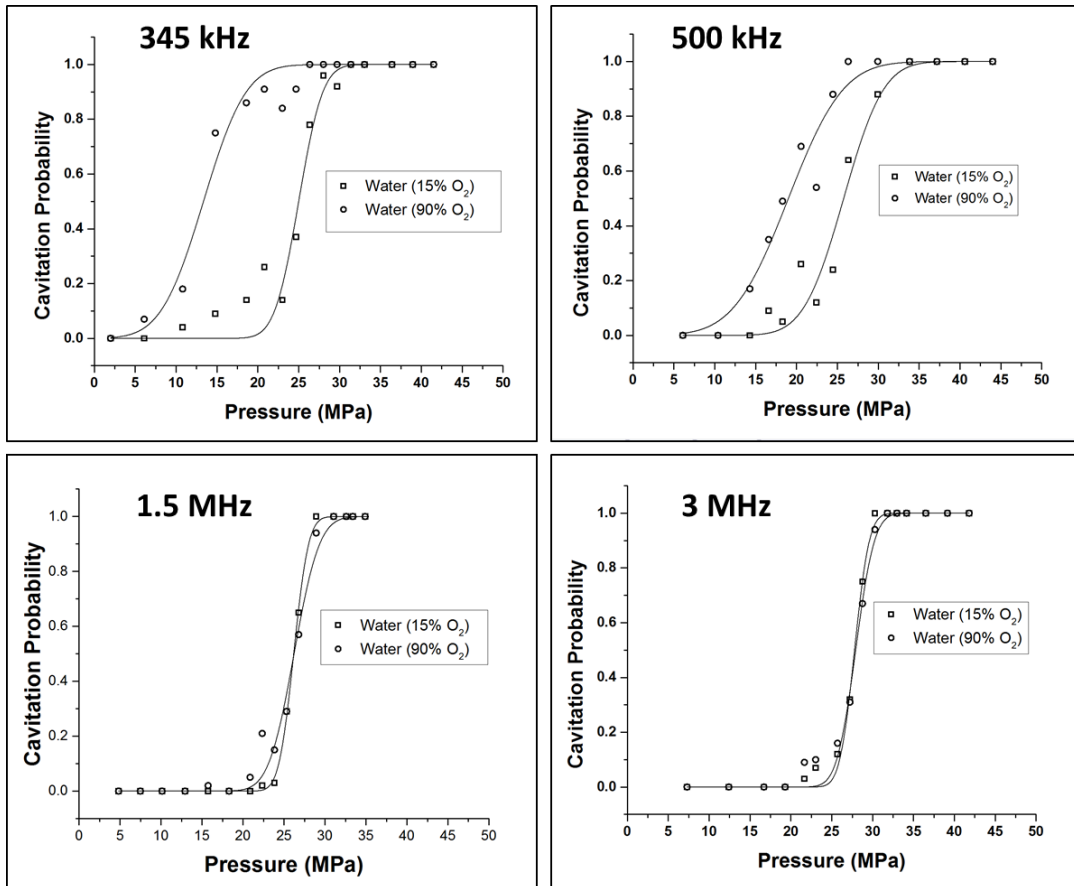 345 kHz
1.0
0.8
0.6
0.4
0.2
0.0
Cavitation Probability
Water (15% O₂)
Water (90% O₂)
0 5 10 15 20 25 30 35 40 45 50
Pressure (MPa)
500 kHz
1.0
0.8
0.6
0.4
0.2
0.0
Cavitation Probability
Water (15% O₂)
Water (90% O₂)
0 5 10 15 20 25 30 35 40 45 50
Pressure (MPa)
1.5 MHz
1.0
0.8
0.6
0.4
0.2
0.0
Cavitation Probability
Water (15% O₂)
Water (90% O₂)
0 5 10 15 20 25 30 35 40 45 50
Pressure (MPa)
3 MHz
1.0
0.8
0.6
0.4
0.2
0.0
Cavitation Probability
Water (15% O₂)
Water (90% O₂)
0 5 10 15 20 25 30 35 40 45 50
Pressure (MPa)